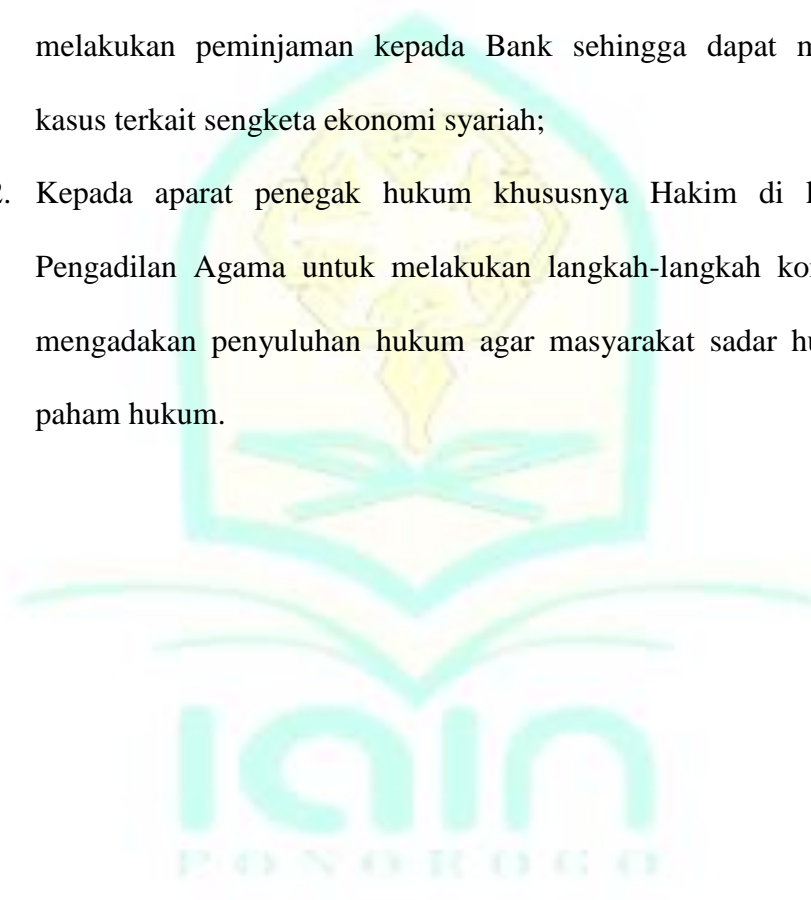 melakukan peminjaman kepada Bank sehingga dapat
kasus terkait sengketa ekonomi syariah;
2. Kepada aparat penegak hukum khususnya Hakim di
Pengadilan Agama untuk melakukan langkah-langkah
mengadakan penyuluhan hukum agar masyarakat sadar
paham hukum.
iain
PONOROGO